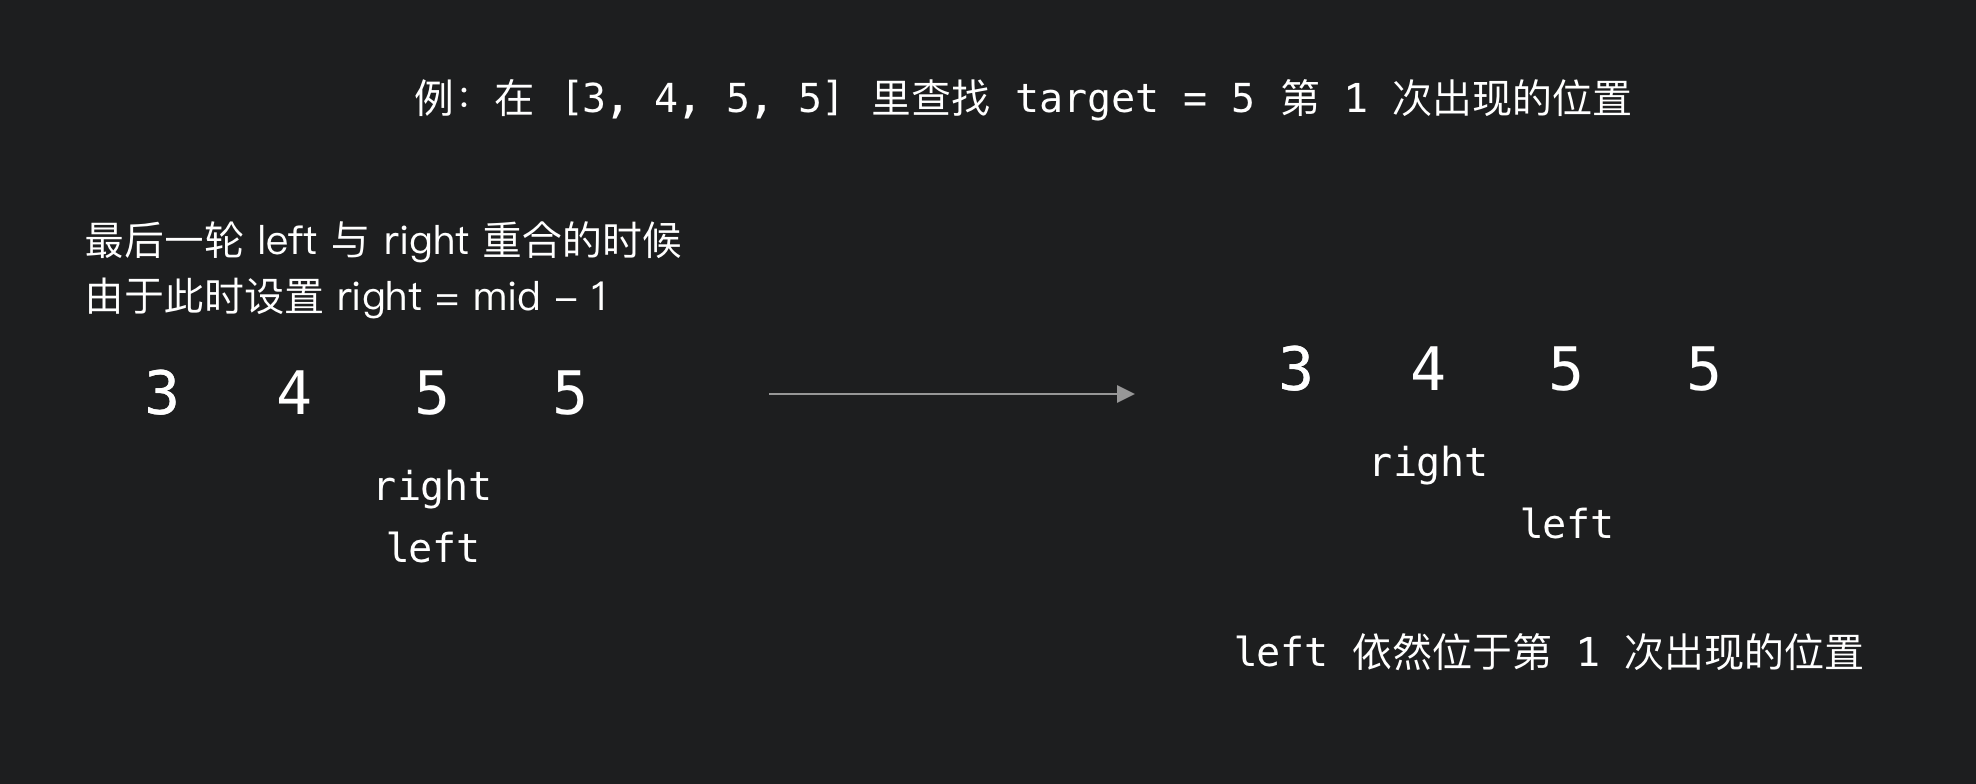 例：在 [3, 4, 5, 5] 里查找 target = 5 第 1 次出现的位置
最后一轮 left 与 right 重合的时候
由于此时设置 right = mid – 1
3 4 5 5
right
left
3 4 5 5
right
left
left 依然位于第 1 次出现的位置